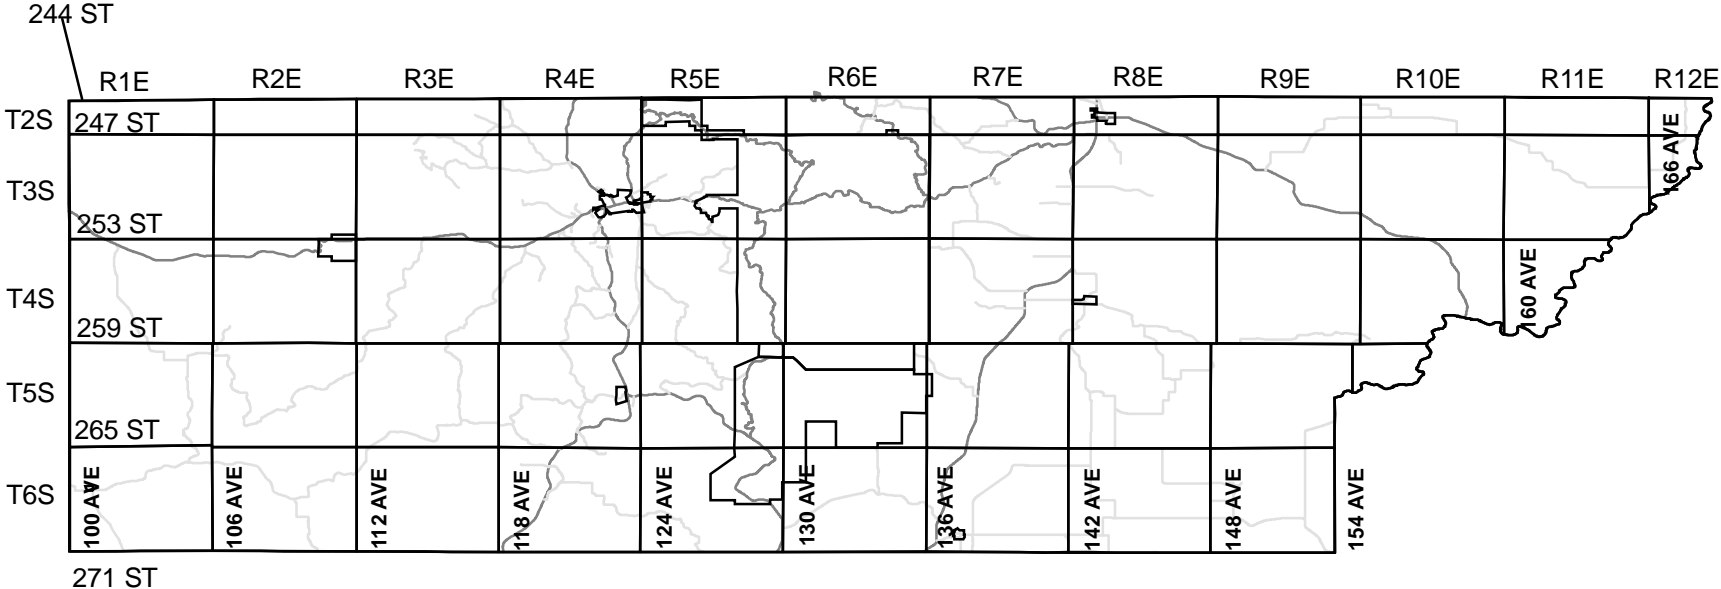 244 ST
R1E R2E R3E R4E R5E R6E R7E R8E R9E R10E R11E R12E
T2S 247 ST
166 AVE
T3S
253 ST
T4S
160 AVE
259 ST
T5S
265 ST
T6S
100 AVE 106 AVE 112 AVE 118 AVE 124 AVE 130 AVE 136 AVE 142 AVE 148 AVE 154 AVE
271 ST